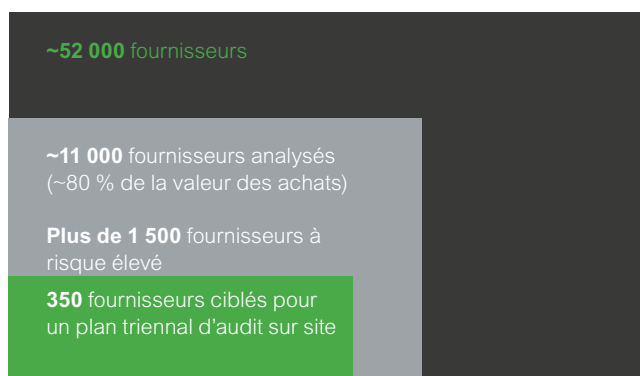 ~52 000 fournisseurs
~11 000 fournisseurs analysés
(~80 % de la valeur des achats)
Plus de 1 500 fournisseurs à
risque élevé
350 fournisseurs ciblés pour
un plan triennal d’audit sur site